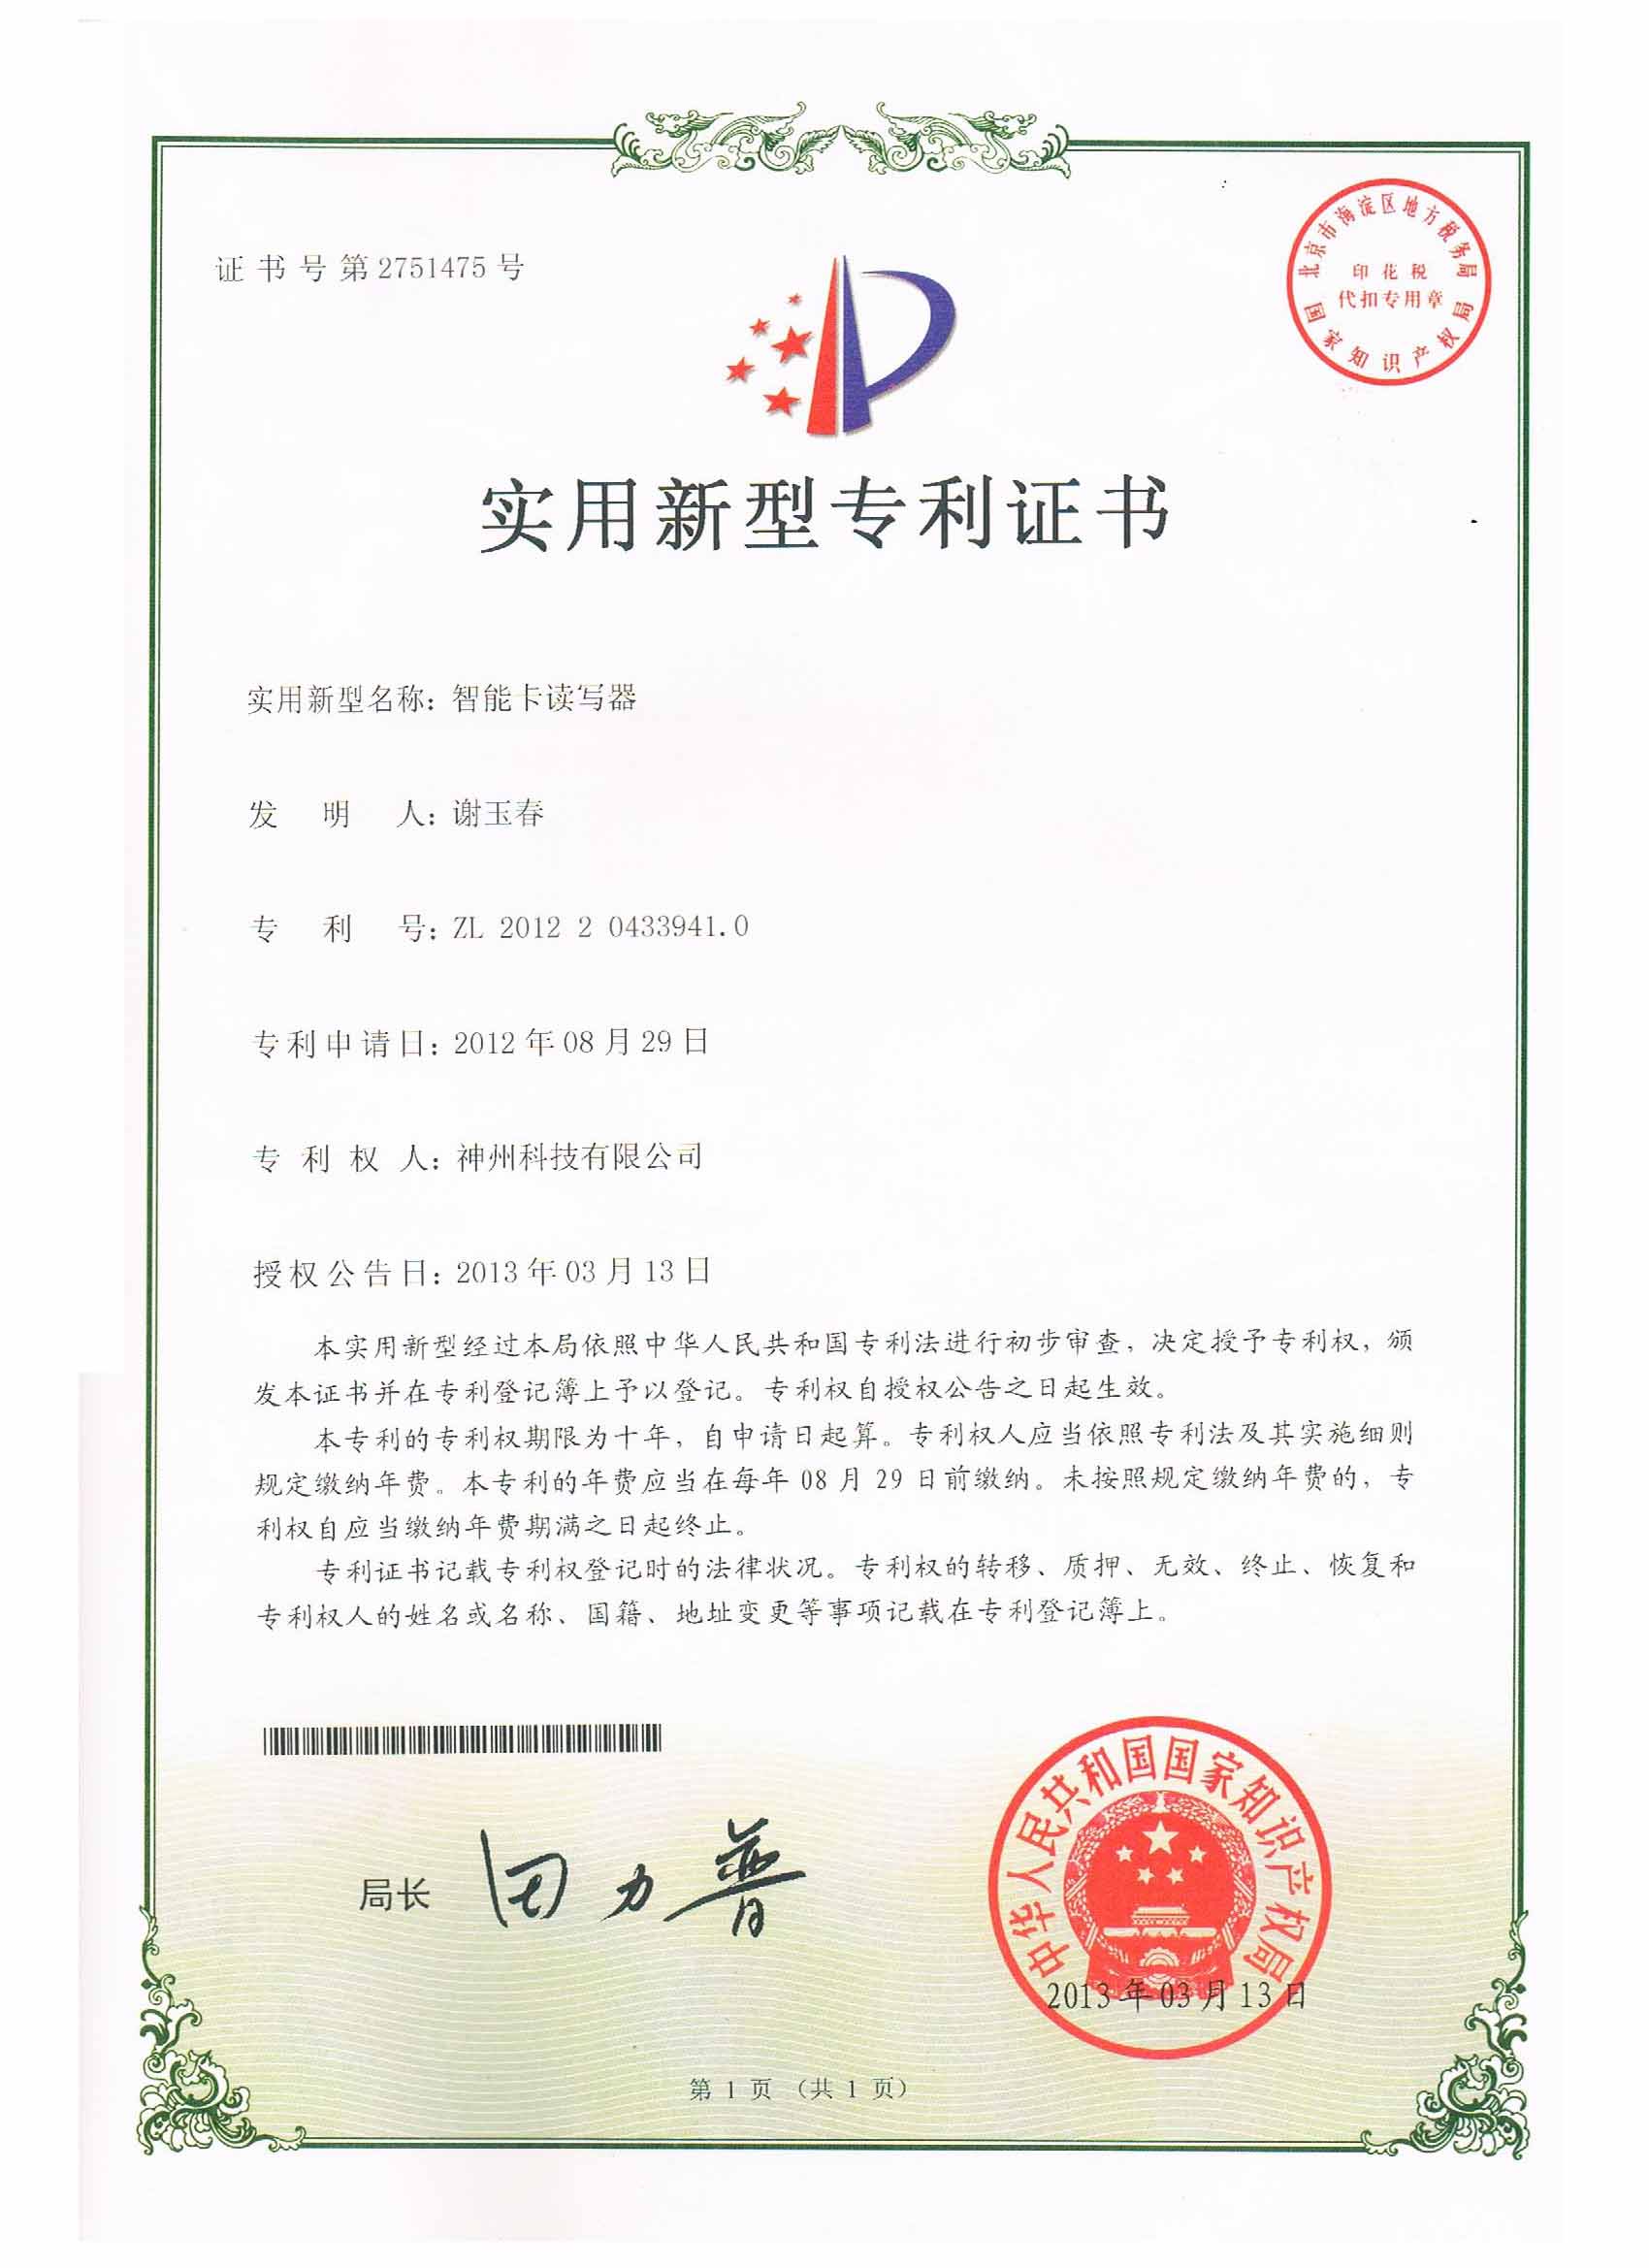 证书号第2751475号
北京市海淀区地方税务局
印花税
代扣专用章
国家知识产权局
实用新型专利证书
实用新型名称：智能卡读写器
发明人：谢玉春
专利号：ZL 2012 2 0433941.0
专利申请日：2012年08月29日
专利权人：神州科技有限公司
授权公告日：2013年03月13日
本实用新型经过本局依照中华人民共和国专利法进行初步审查，决定授予专利权，颁
发本证书并在专利登记簿上予以登记。专利权自授权公告之日起生效。
本专利的专利权期限为十年，自申请日起算。专利权人应当依照专利法及其实施细则
规定缴纳年费。本专利的年费应当在每年08月29日前缴纳。未按照规定缴纳年费的，专
利权自应当缴纳年费期满之日起终止。
专利证书记载专利权登记时的法律状况。专利权的转移、质押、无效、终止、恢复和
专利权人的姓名或名称、国籍、地址变更等事项记载在专利登记簿上。
局长 田力普
中华人民共和国国家知识产权局
2013年03月13日
第1页（共1页）